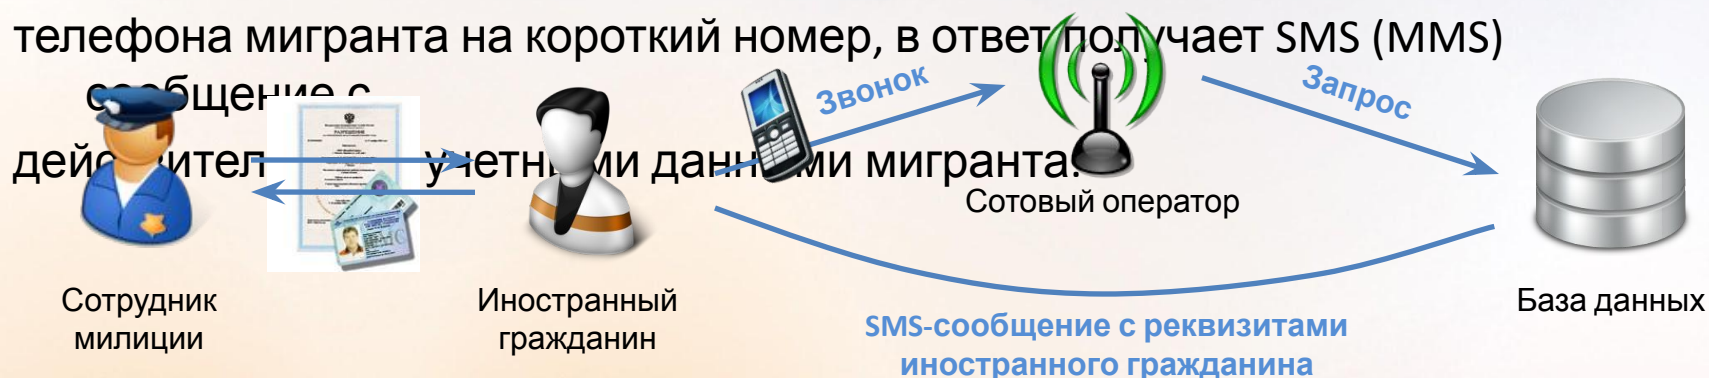 телефона мигранта на короткий номер, в ответ получает SMS (MMS)
сообщение с
учетными данными мигранта.
Звонок
Запрос
РАЗРЕШЕНИЕ
Сотовый оператор
Сотрудник
милиции
Иностранный
гражданин
База данных
SMS-сообщение с реквизитами
иностранного гражданина